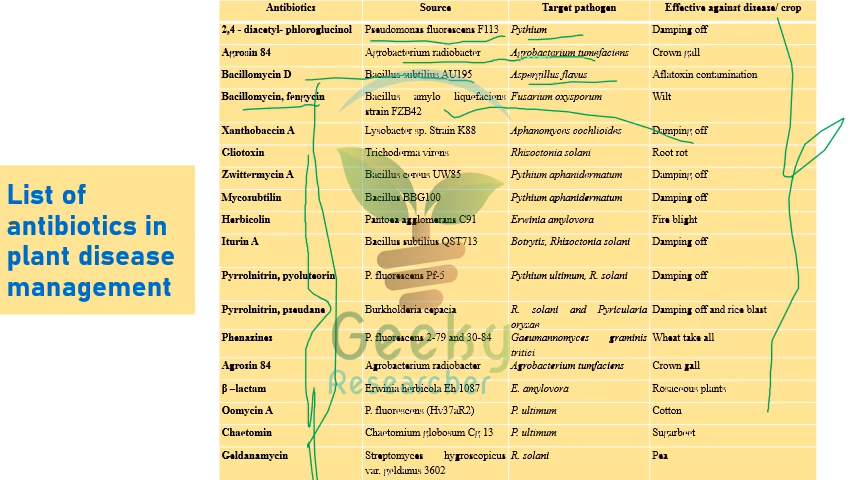 List of
antibiotics in
plant disease
management
Antibiotics Source Target pathogen Effective against disease/ crop
2,4 - diacetyl- phloroglucinol Pseudomonas fluorescens F113 Pythium Damping off
Agrosin 84 Agrobacterium radiobacter Agrobacterium tumefaciens Crown gall
Bacillomycin D Bacillus subtilius AU195 Aspergillus flavus Aflatoxin contamination
Bacillomycin, fengycin Bacillus amylo liquefaciens Fusarium oxysporum Wilt
strain FZB42
Xanthobaccin A Lysobacter sp. Strain K88 Aphanomyces cochlioides Damping off
Gliotoxin Trichoderma virens Rhizoctonia solani Root rot
Zwittermycin A Bacillus cereus UW85 Pythium aphanidermatum Damping off
Mycosubtilin Bacillus BBG100 Pythium aphanidermatum Damping off
Herbicolin Pantoea agglomerans C91 Erwinia amylovora Fire blight
Iturin A Bacillus subtilius QST713 Botrytis, Rhizoctonia solani Damping off
Pyrrolnitrin, pyoluteorin P. fluorescens Pf-5 Pythium ultimum, R. solani Damping off
Pyrrolnitrin, pseudane Burkholderia cepacia R. solani and Pyricularia Damping off and rice blast
oryzae
Phenazines P. fluorescens 2-79 and 30-84 Gaeumannomyces graminis Wheat take all
tritici
Agrosin 84 Agrobacterium radiobacter Agrobacterium tumfaciens Crown gall
β –lactam Erwinia herbicola Eh 1087 E. amylovora Rosaceous plants
Oomycin A P. fluorescens (Hv37aR2) P. ultimum Cotton
Chaetomin Chaetomium globosum Cg 13 P. ultimum Sugarbeet
Geldanamycin Streptomyces hygroscopicus R. solani Pea
var. geldanus 3602
Geeky
Researcher